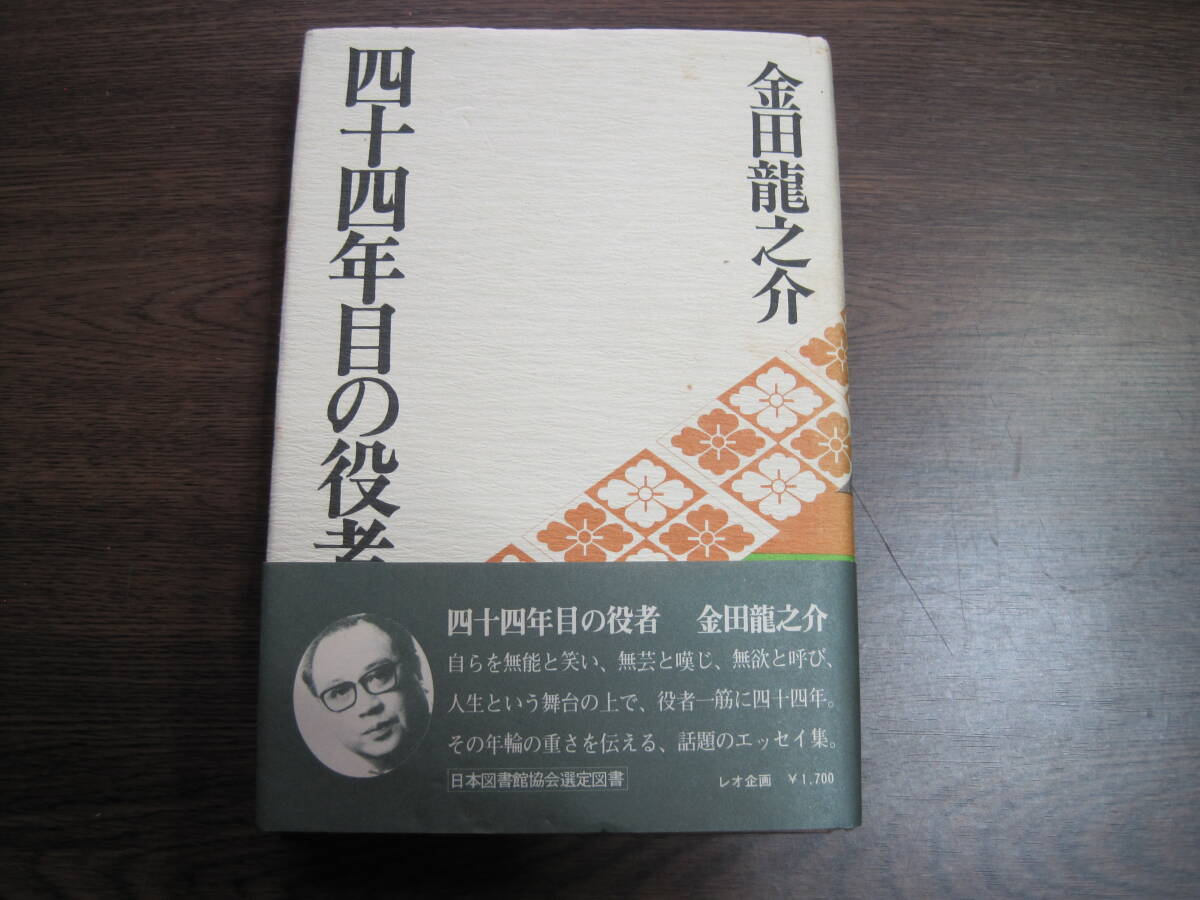 金田龍之介
四十四年目の役者
四十四年目の役者 金田龍之介
自らを無能と笑い、無芸と嘆じ、無欲と呼び、
人生という舞台の上で、役者一筋に四十四年。
その年輪の重さを伝える、話題のエッセイ集。
日本図書館協会選定図書
レオ企画 ￥1,700